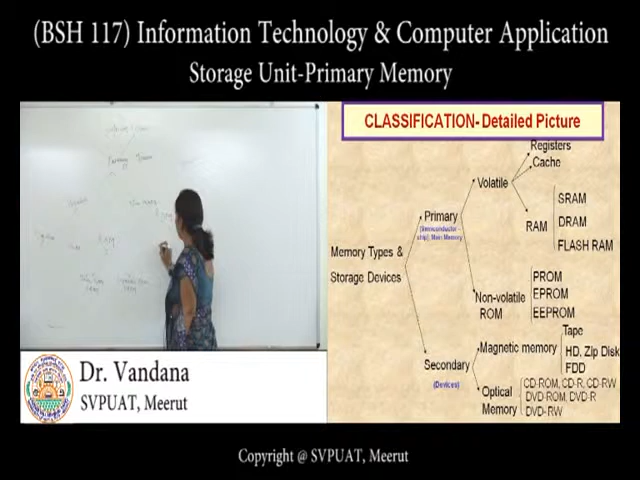 (BSH 117) Information Technology & Computer Application
Storage Unit-Primary Memory
CLASSIFICATION- Detailed Picture
Memory Types &
Storage Devices
Primary
(Semiconductor -
chip), Main Memory
Volatile
Registers
Cache
RAM
SRAM
DRAM
FLASH RAM
Non-volatile
ROM
PROM
EPROM
EEPROM
Secondary
(Devices)
Magnetic memory
Tape
HD, Zip Disk
FDD
Optical
Memory
CD-ROM, CD-R, CD-RW
DVD-ROM, DVD-R
DVD-RW
Dr. Vandana
SVPUAT, Meerut
Copyright @ SVPUAT, Meerut